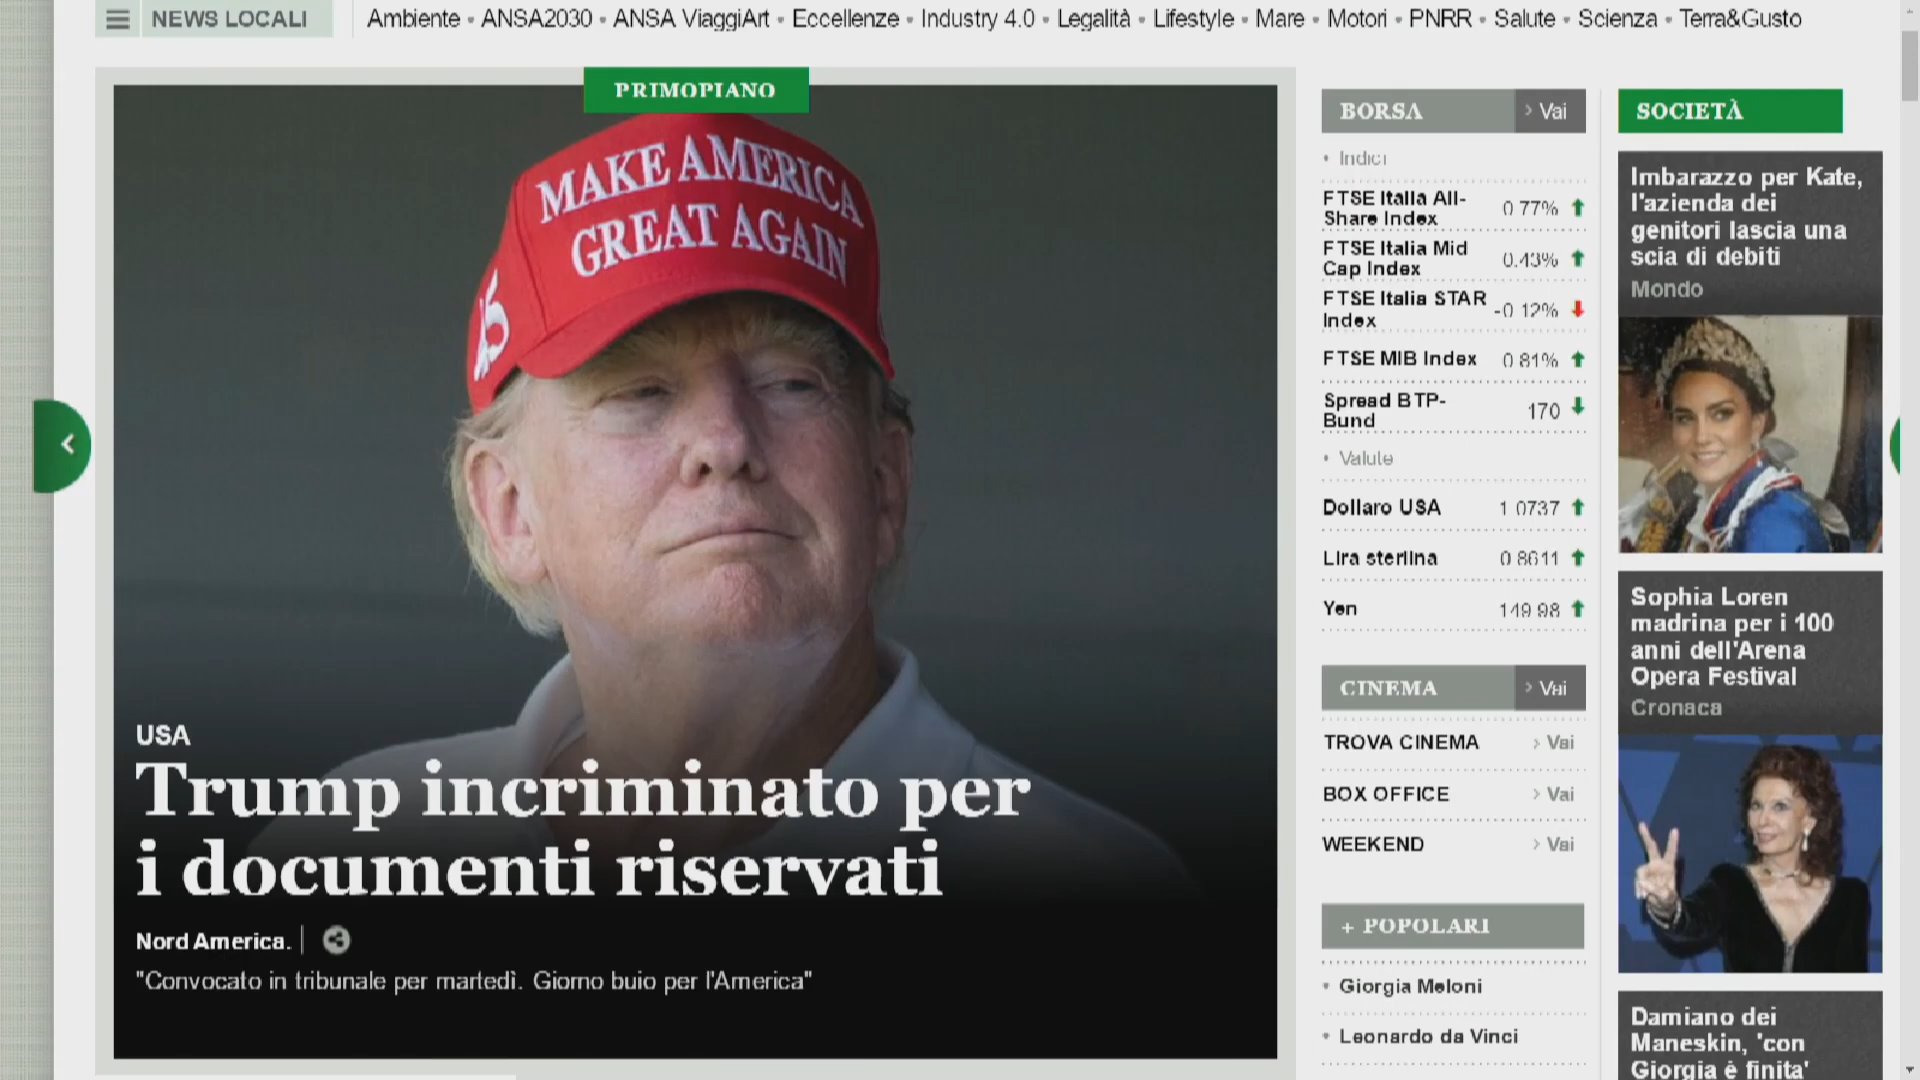 NEWS LOCALI
Ambiente • ANSA2030 • ANSA ViaggiArt • Eccellenze • Industry 4.0 • Legalità • Lifestyle • Mare • Motori • PNRR • Salute • Scienza • Terra&Gusto
PRIMOPIANO
MAKE AMERICA
GREAT AGAIN
45
USA
Trump incriminato per
i documenti riservati
Nord America.
"Convocato in tribunale per martedì. Giorno buio per l'America"
BORSA
> Vai
• Indici
FTSE Italia All-
Share Index 0.77%
FTSE Italia Mid
Cap Index 0.43%
FTSE Italia STAR
Index -0.12%
FTSE MIB Index 0.81%
Spread BTP-
Bund 170
• Valute
Dollaro USA 1.0737
Lira sterlina 0.8611
Yen 149.98
CINEMA
> Vai
TROVA CINEMA > Vai
BOX OFFICE > Vai
WEEKEND > Vai
+ POPOLARI
• Giorgia Meloni
• Leonardo da Vinci
SOCIETÀ
Imbarazzo per Kate,
l'azienda dei
genitori lascia una
scia di debiti
Mondo
Sophia Loren
madrina per i 100
anni dell'Arena
Opera Festival
Cronaca
Damiano dei
Maneskin, 'con
Giorgia è finita'